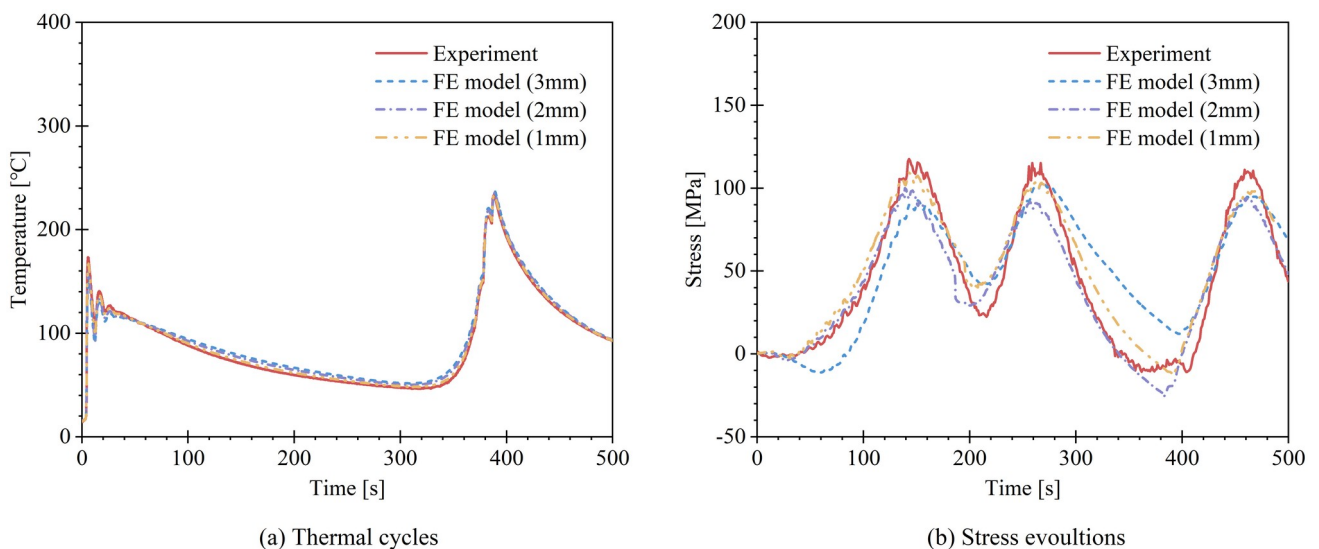 400
300
200
100
0
Temperature [℃]
Experiment
FE model (3mm)
FE model (2mm)
FE model (1mm)
0 100 200 300 400 500
Time [s]
(a) Thermal cycles
200
150
100
50
0
-50
Stress [MPa]
Experiment
FE model (3mm)
FE model (2mm)
FE model (1mm)
0 100 200 300 400 500
Time [s]
(b) Stress evoultions